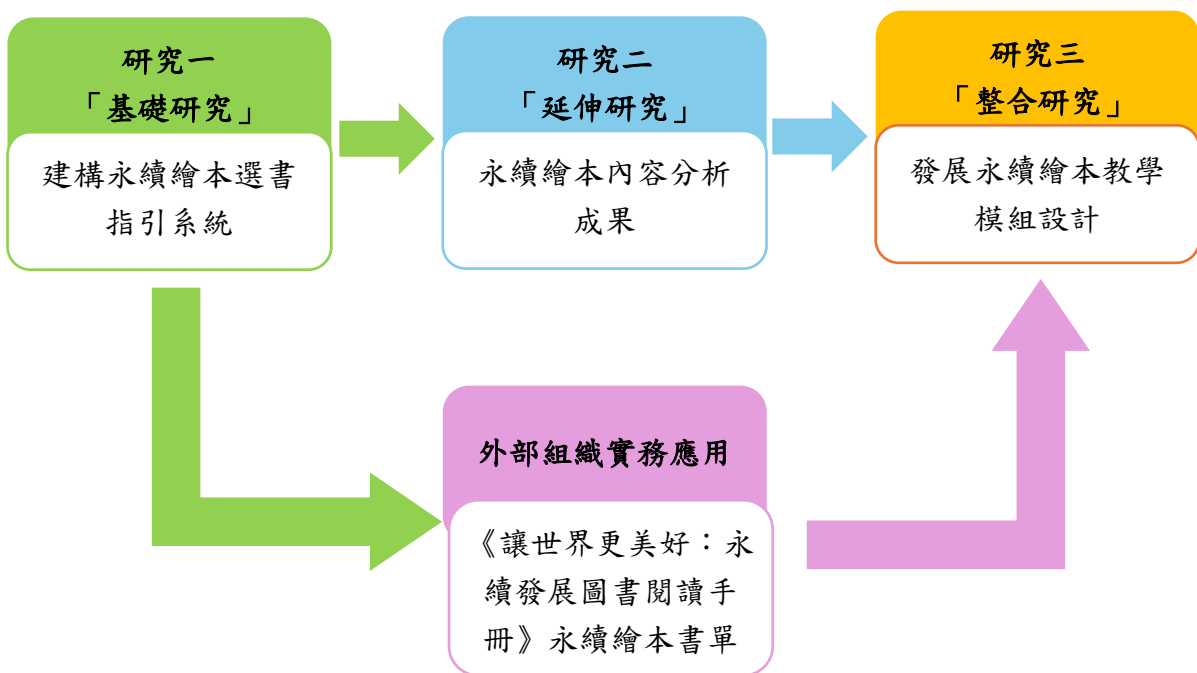 研究一
「基礎研究」
建構永續繪本選書
指引系統
研究二
「延伸研究」
永續繪本內容分析
成果
研究三
「整合研究」
發展永續繪本教學
模組設計
外部組織實務應用
《讓世界更美好：永
續發展圖書閱讀手
冊》永續繪本書單